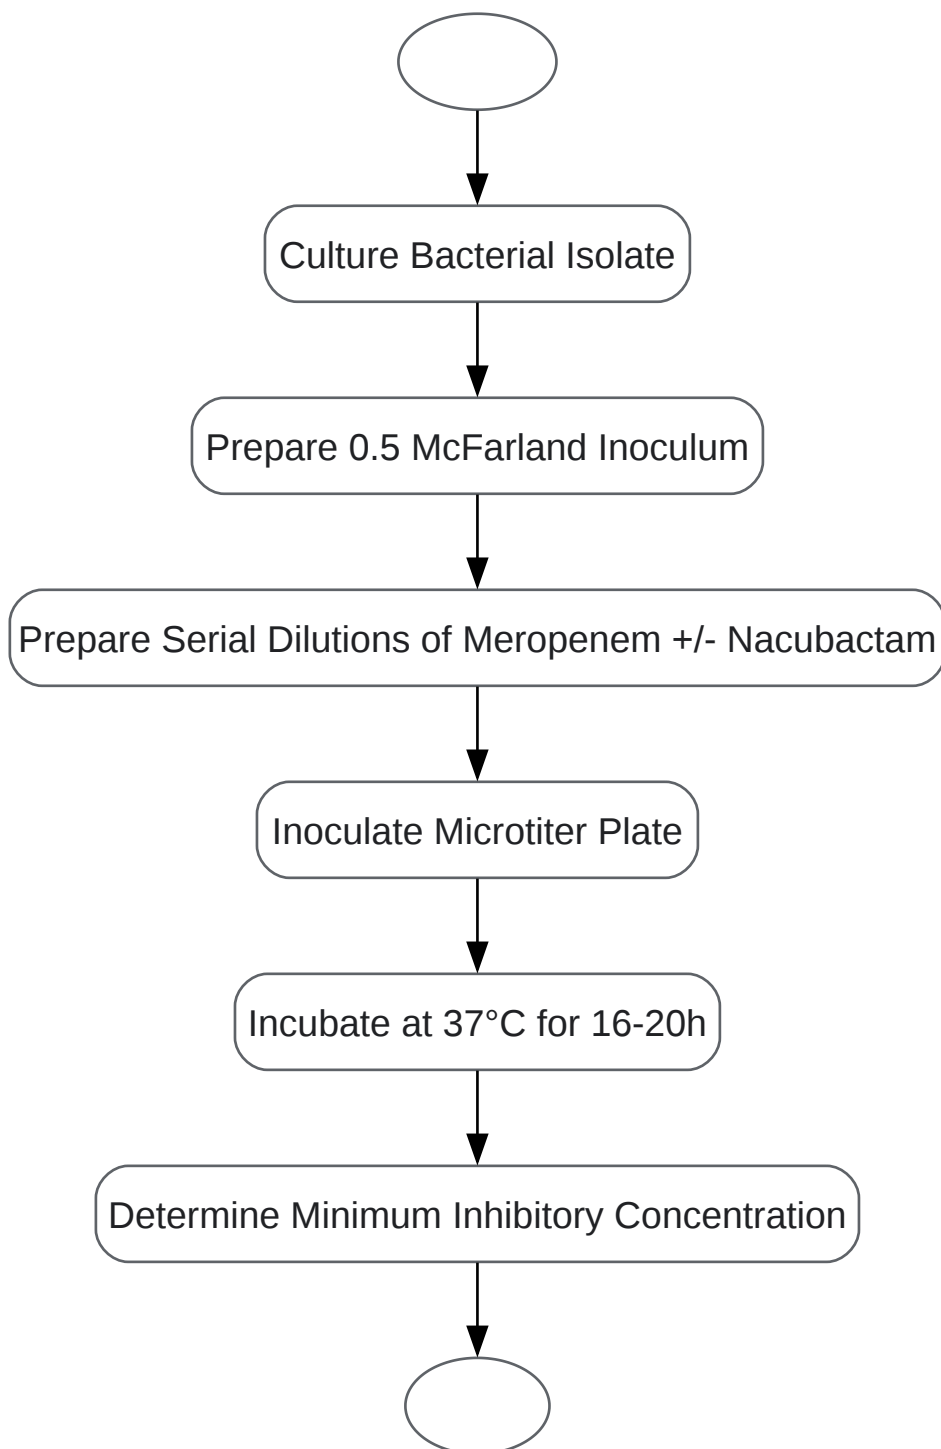 Culture Bacterial Isolate
Prepare 0.5 McFarland Inoculum
Prepare Serial Dilutions of Meropenem +/- Nacubactam
Inoculate Microtiter Plate
Incubate at 37°C for 16-20h
Determine Minimum Inhibitory Concentration